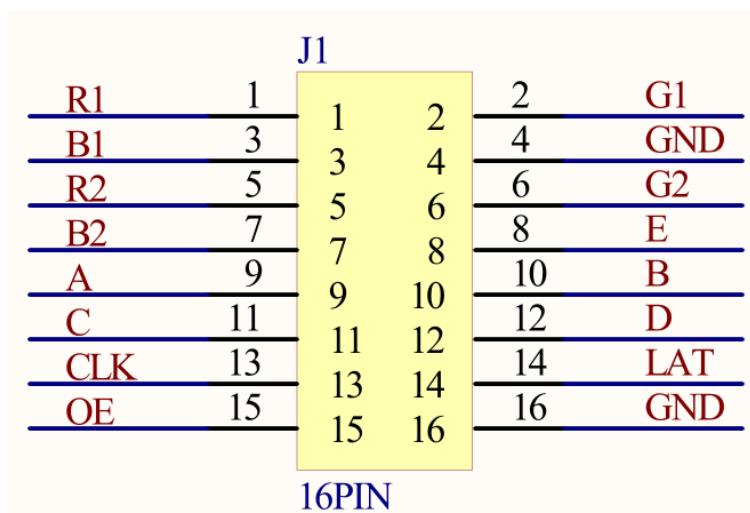 J1
R1 1 1 2 2 G1
B1 3 3 4 4 GND
R2 5 5 6 6 G2
B2 7 7 8 8 E
A 9 9 10 10 B
C 11 11 12 12 D
CLK 13 13 14 14 LAT
OE 15 15 16 16 GND
16PIN